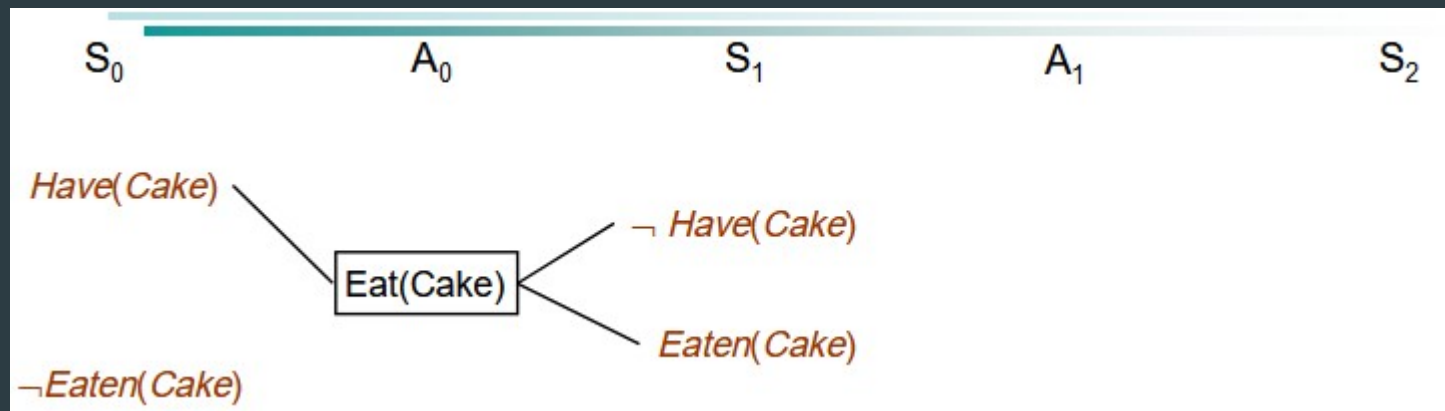 S₀ A₀ S₁ A₁ S₂
Have(Cake)
¬ Have(Cake)
Eat(Cake)
Eaten(Cake)
¬Eaten(Cake)